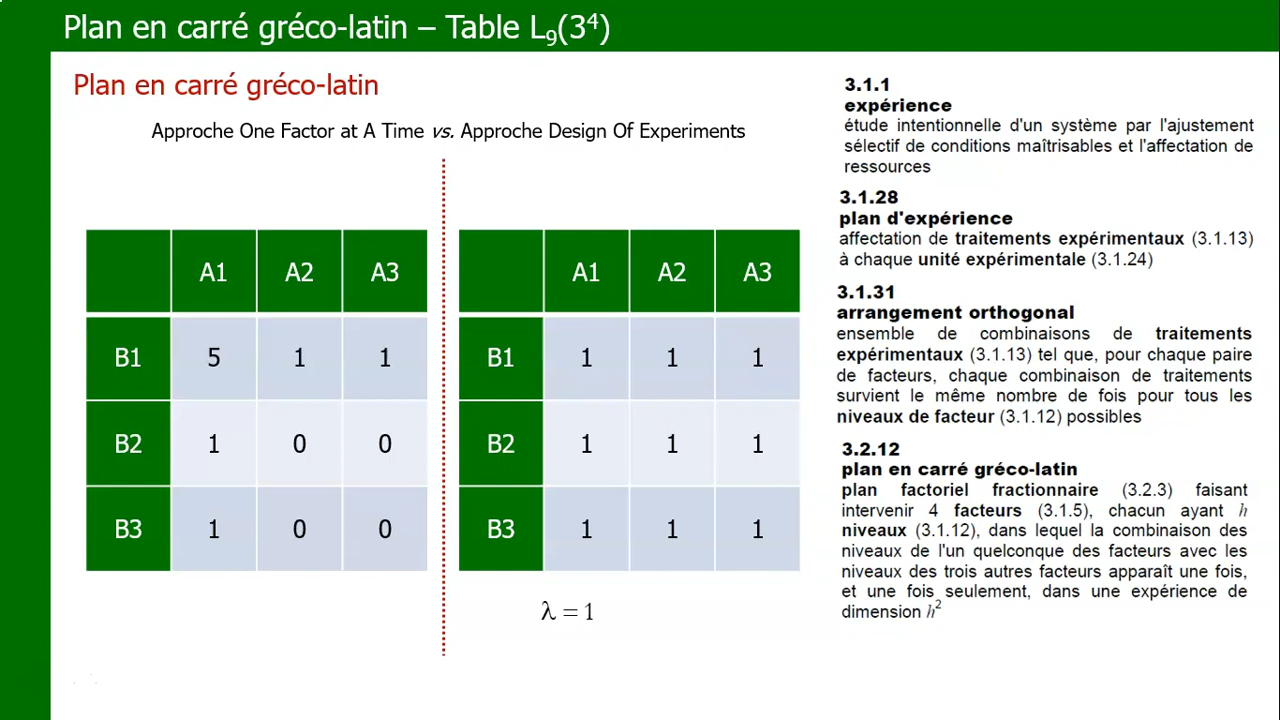 Plan en carré gréco-latin – Table L₉(3⁴)
Plan en carré gréco-latin
Approche One Factor at A Time vs. Approche Design Of Experiments
A1 A2 A3
B1 5 1 1
B2 1 0 0
B3 1 0 0
A1 A2 A3
B1 1 1 1
B2 1 1 1
B3 1 1 1
λ = 1
3.1.1
expérience
étude intentionnelle d'un système par l'ajustement
sélectif de conditions maîtrisables et l'affectation de
ressources
3.1.28
plan d'expérience
affectation de traitements expérimentaux (3.1.13)
à chaque unité expérimentale (3.1.24)
3.1.31
arrangement orthogonal
ensemble de combinaisons de traitements
expérimentaux (3.1.13) tel que, pour chaque paire
de facteurs, chaque combinaison de traitements
survient le même nombre de fois pour tous les
niveaux de facteur (3.1.12) possibles
3.2.12
plan en carré gréco-latin
plan factoriel fractionnaire (3.2.3) faisant
intervenir 4 facteurs (3.1.5), chacun ayant h
niveaux (3.1.12), dans lequel la combinaison des
niveaux de l'un quelconque des facteurs avec les
niveaux des trois autres facteurs apparaît une fois,
et une fois seulement, dans une expérience de
dimension h²